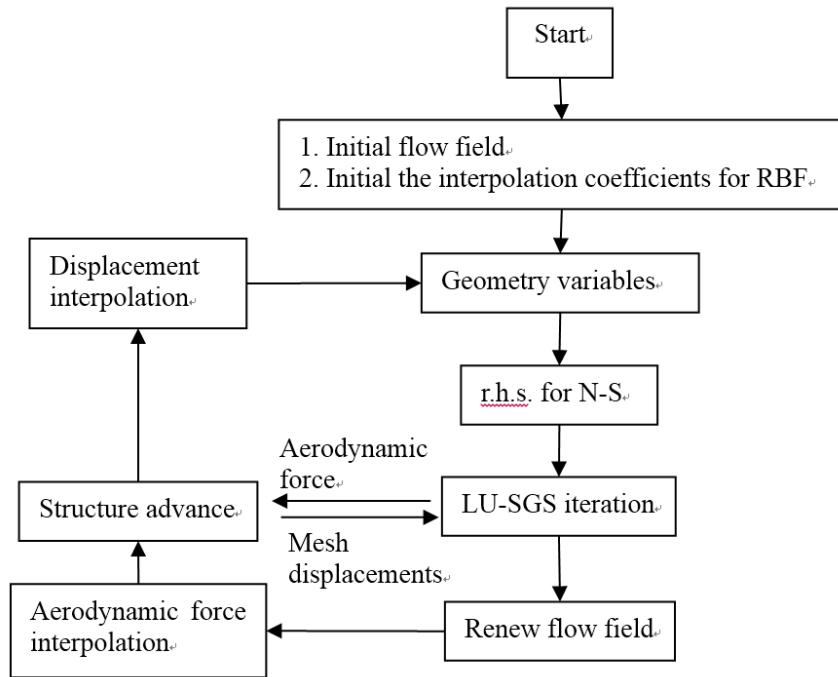 Start
1. Initial flow field
2. Initial the interpolation coefficients for RBF
Displacement
interpolation
Geometry variables
r.h.s. for N-S
Aerodynamic
force
Structure advance
LU-SGS iteration
Mesh
displacements
Aerodynamic force
interpolation
Renew flow field